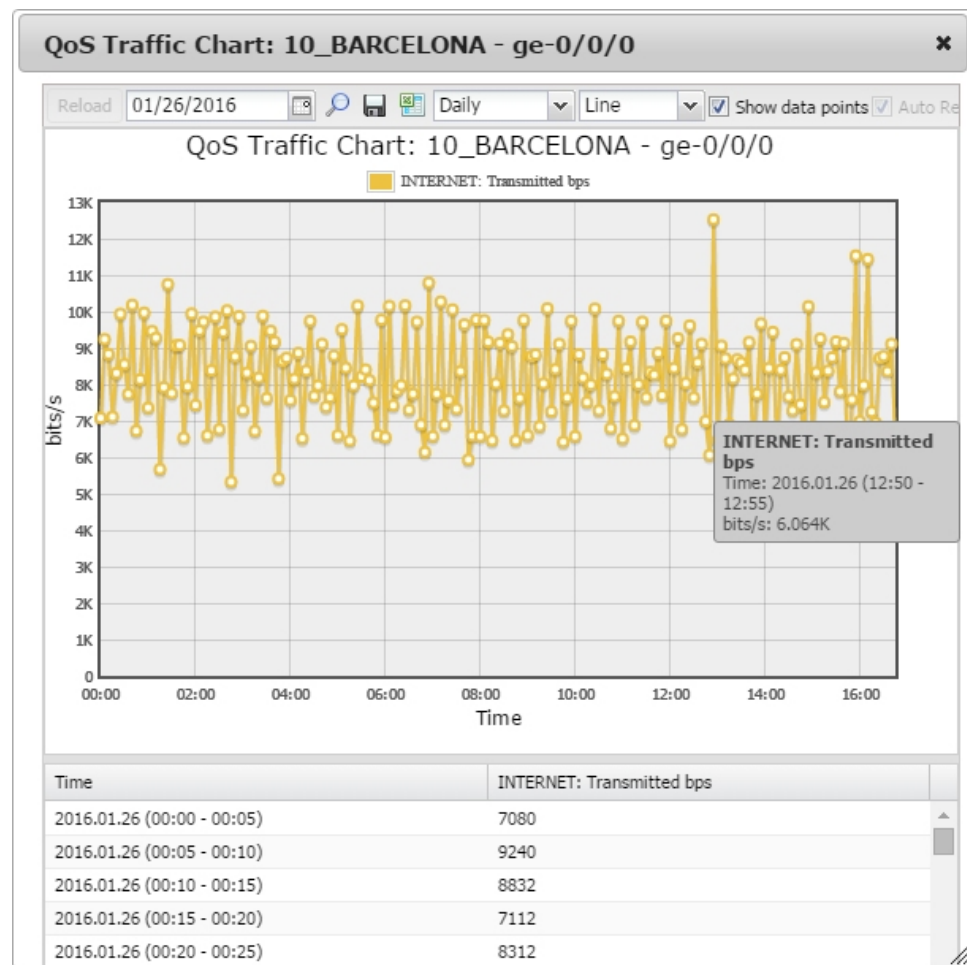 QoS Traffic Chart: 10_BARCELONA - ge-0/0/0
Reload 01/26/2016 Daily Line Show data points Auto Re
QoS Traffic Chart: 10_BARCELONA - ge-0/0/0
INTERNET: Transmitted bps
13K
12K
11K
10K
9K
8K
7K
6K
5K
4K
3K
2K
1K
0
bits/s
INTERNET: Transmitted
bps
Time: 2016.01.26 (12:50 -
12:55)
bits/s: 6.064K
00:00 02:00 04:00 06:00 08:00 10:00 12:00 14:00 16:00
Time
Time INTERNET: Transmitted bps
2016.01.26 (00:00 - 00:05) 7080
2016.01.26 (00:05 - 00:10) 9240
2016.01.26 (00:10 - 00:15) 8832
2016.01.26 (00:15 - 00:20) 7112
2016.01.26 (00:20 - 00:25) 8312